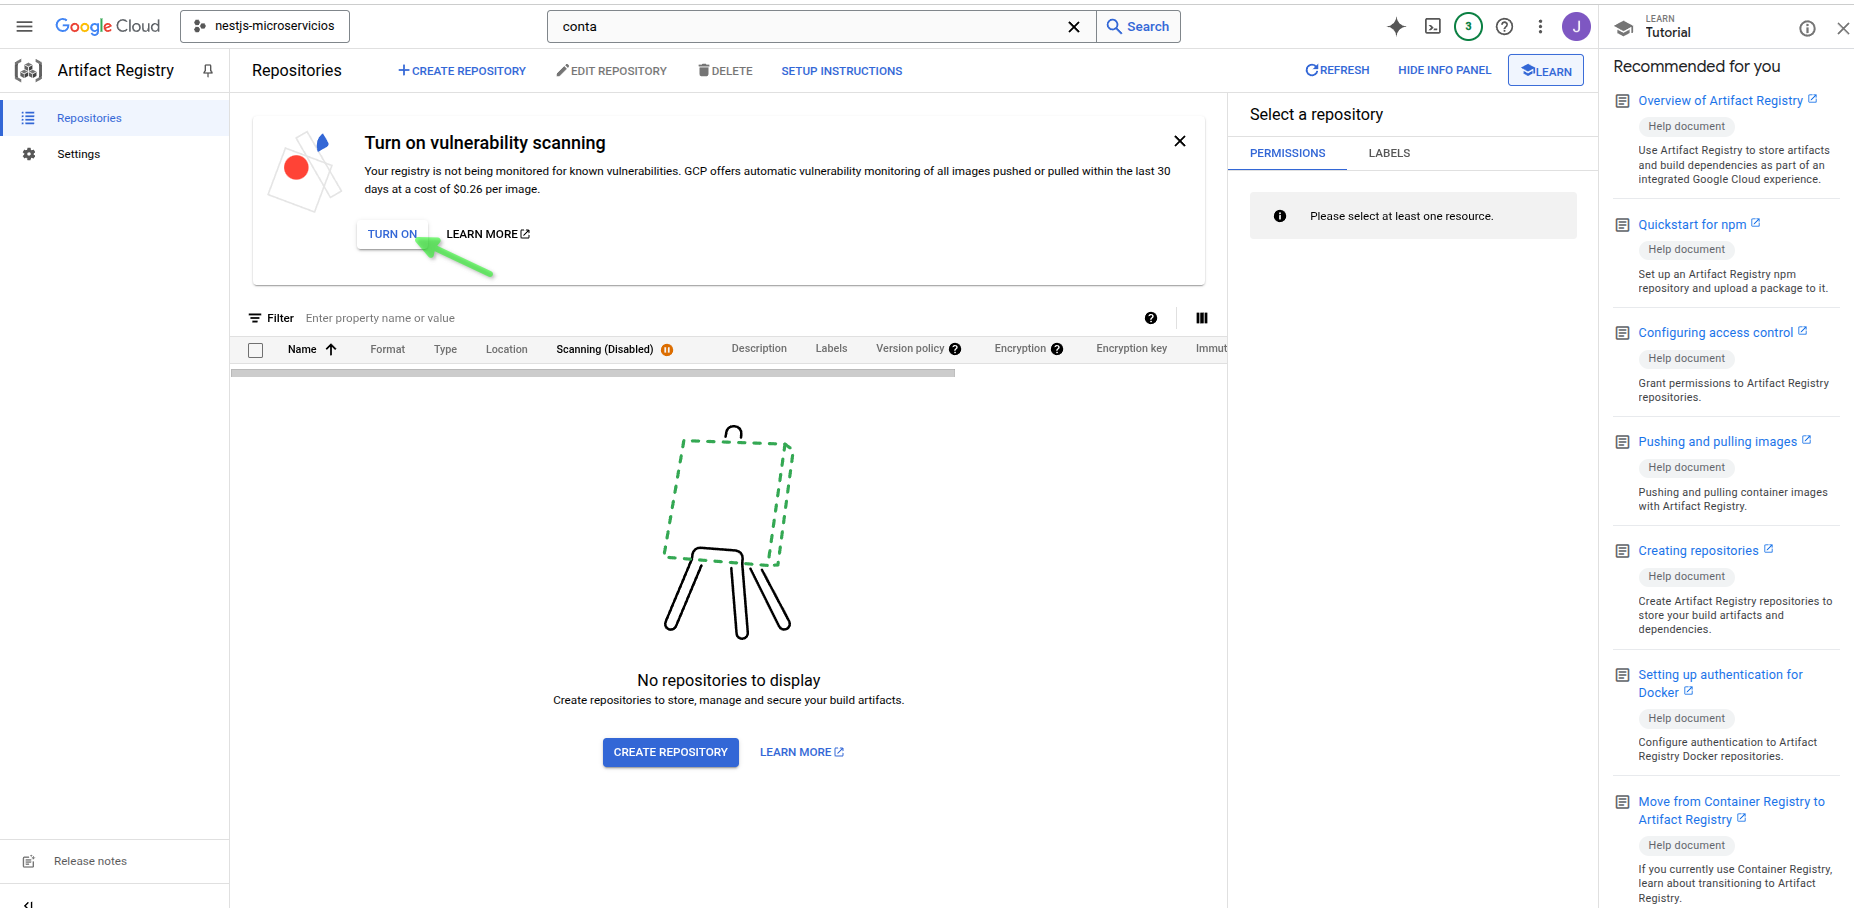 Google Cloud
nestjs-microservicios
conta
Search
3
J
LEARN
Tutorial
Artifact Registry
Repositories
CREATE REPOSITORY
EDIT REPOSITORY
DELETE
SETUP INSTRUCTIONS
REFRESH
HIDE INFO PANEL
LEARN
Repositories
Settings
Turn on vulnerability scanning
Your registry is not being monitored for known vulnerabilities. GCP offers automatic vulnerability monitoring of all images pushed or pulled within the last 30
days at a cost of $0.26 per image.
TURN ON
LEARN MORE
Filter
Enter property name or value
Name
Format
Type
Location
Scanning (Disabled)
Description
Labels
Version policy
Encryption
Encryption key
Immut
No repositories to display
Create repositories to store, manage and secure your build artifacts.
CREATE REPOSITORY
LEARN MORE
Release notes
Select a repository
PERMISSIONS
LABELS
Please select at least one resource.
Recommended for you
Overview of Artifact Registry
Help document
Use Artifact Registry to store artifacts
and build dependencies as part of an
integrated Google Cloud experience.
Quickstart for npm
Help document
Set up an Artifact Registry npm
repository and upload a package to it.
Configuring access control
Help document
Grant permissions to Artifact Registry
repositories.
Pushing and pulling images
Help document
Pushing and pulling container images
with Artifact Registry.
Creating repositories
Help document
Create Artifact Registry repositories to
store your build artifacts and
dependencies.
Setting up authentication for
Docker
Help document
Configure authentication to Artifact
Registry Docker repositories.
Move from Container Registry to
Artifact Registry
Help document
If you currently use Container Registry,
learn about transitioning to Artifact
Registry.